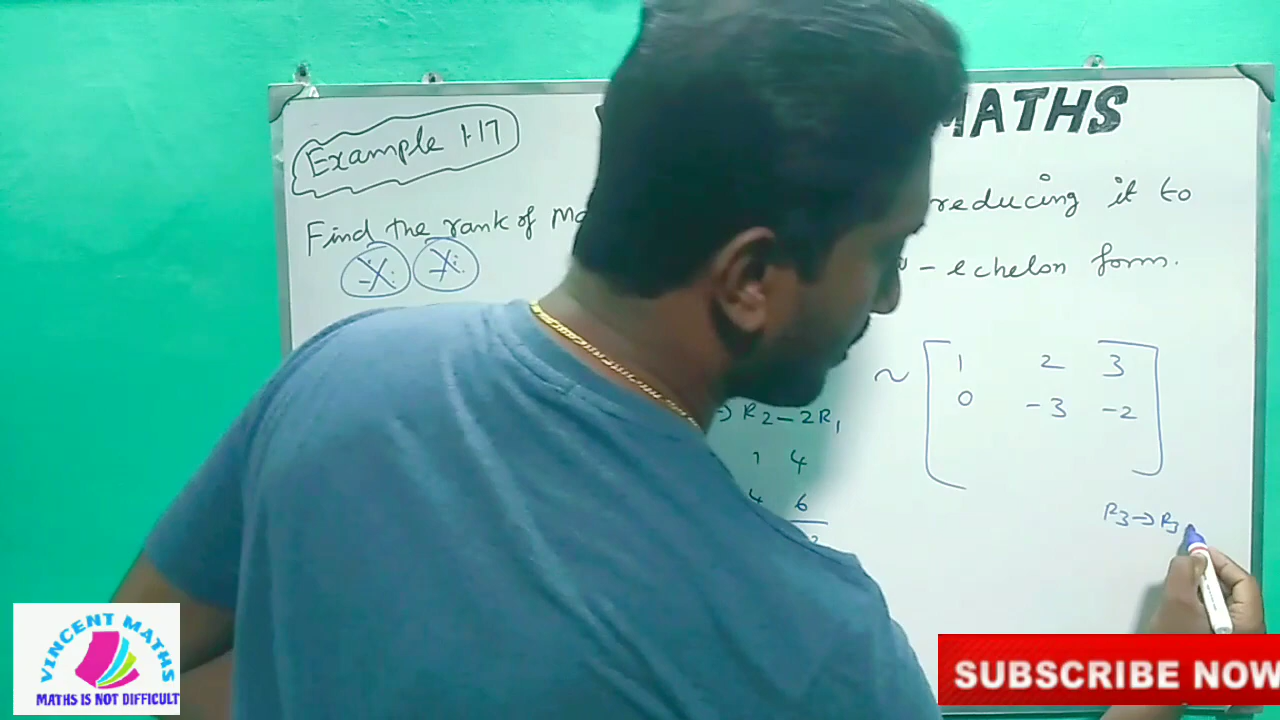 MATHS
Example 1.17
Find the rank of reducing it to
- echelon form.
~ 1 2 3
0 -3 -2
R2 - 2R1
1 4
4 6
R3 → R3
VINCENT MATHS
MATHS IS NOT DIFFICULT
SUBSCRIBE NOW